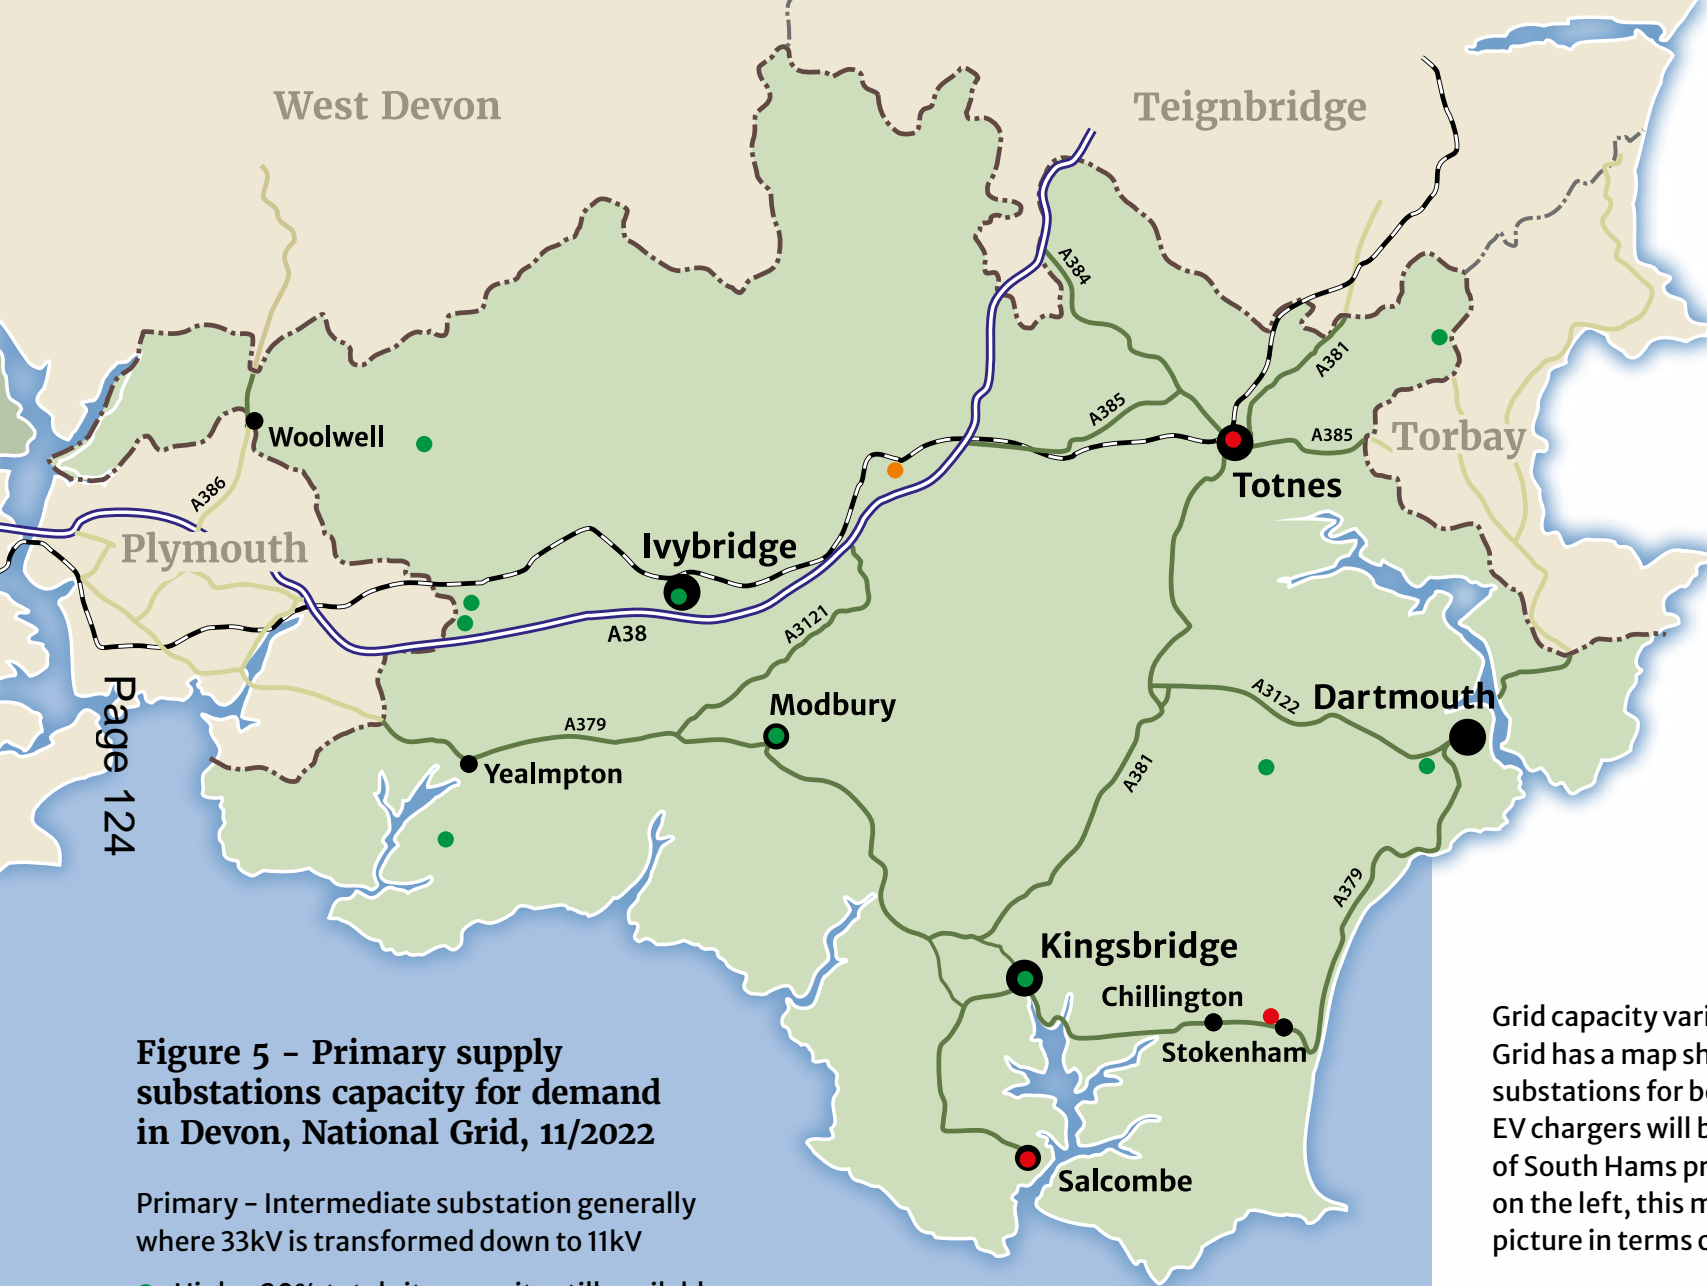 West Devon
Teignbridge
A384
A381
A385
A385
Torbay
Totnes
Woolwell
A386
Plymouth
Ivybridge
A38
A3121
Modbury
A379
Yealmpton
A3122
Dartmouth
A381
A379
Kingsbridge
Chillington
Stokenham
Salcombe
Page 124
Figure 5 – Primary supply
substations capacity for demand
in Devon, National Grid, 11/2022
Primary – Intermediate substation generally
where 33kV is transformed down to 11kV
Grid capacity vari
Grid has a map sh
substations for b
EV chargers will b
of South Hams pr
on the left, this m
picture in terms o